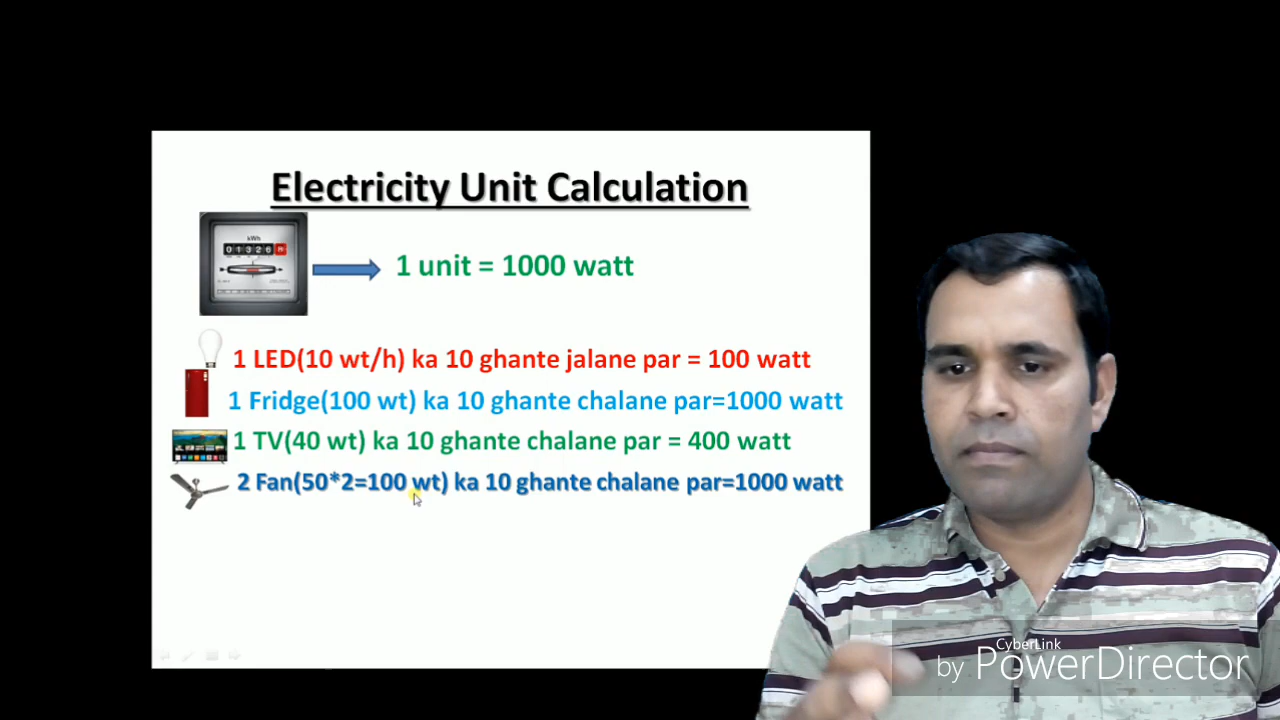 Electricity Unit Calculation
kWh
01326
1 unit = 1000 watt
1 LED(10 wt/h) ka 10 ghante jalane par = 100 watt
1 Fridge(100 wt) ka 10 ghante chalane par=1000 watt
1 TV(40 wt) ka 10 ghante chalane par = 400 watt
2 Fan(50*2=100 wt) ka 10 ghante chalane par=1000 watt
CyberLink
by PowerDirector